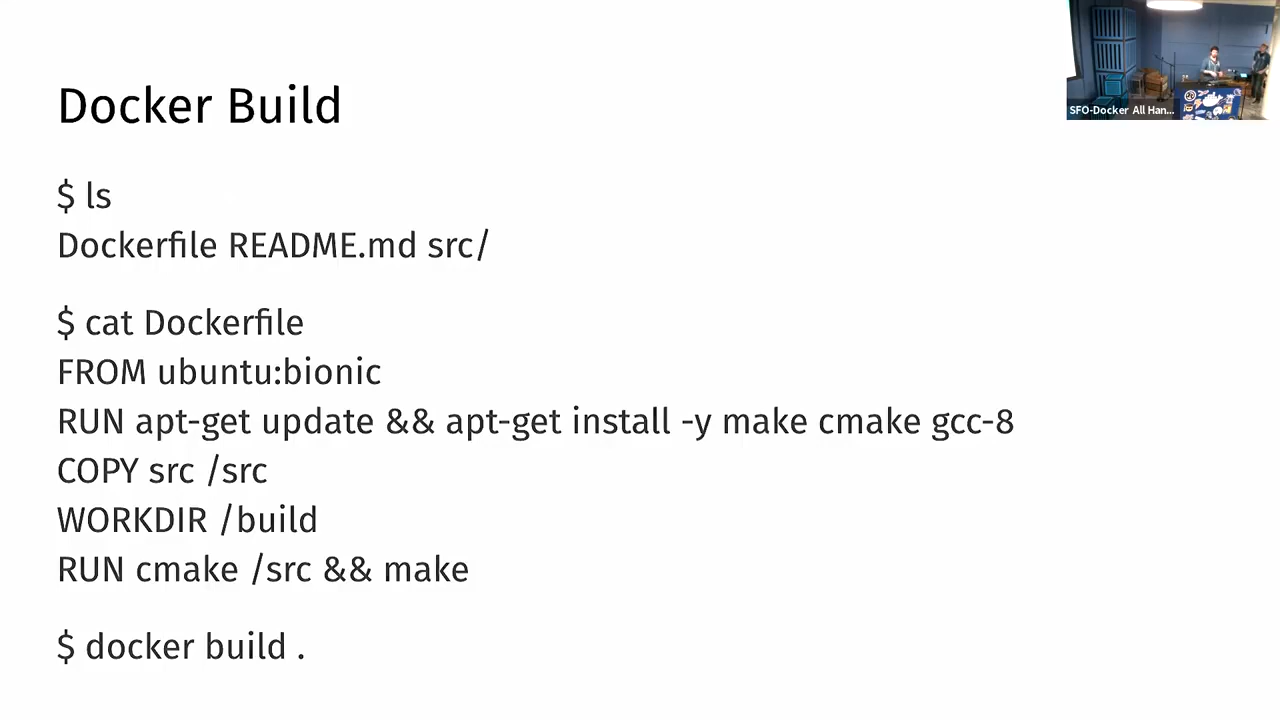 Docker Build
$ ls
Dockerfile README.md src/
$ cat Dockerfile
FROM ubuntu:bionic
RUN apt-get update && apt-get install -y make cmake gcc-8
COPY src /src
WORKDIR /build
RUN cmake /src && make
$ docker build .
SFO-Docker All Han...